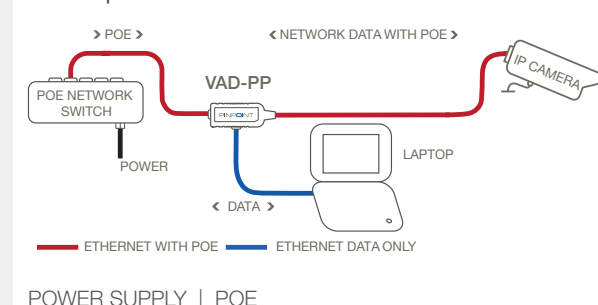 > POE >
< NETWORK DATA WITH POE >
IP CAMERA
VAD-PP
POE NETWORK
SWITCH
PINPOINT
LAPTOP
POWER
< DATA >
ETHERNET WITH POE
ETHERNET DATA ONLY
POWER SUPPLY | POE